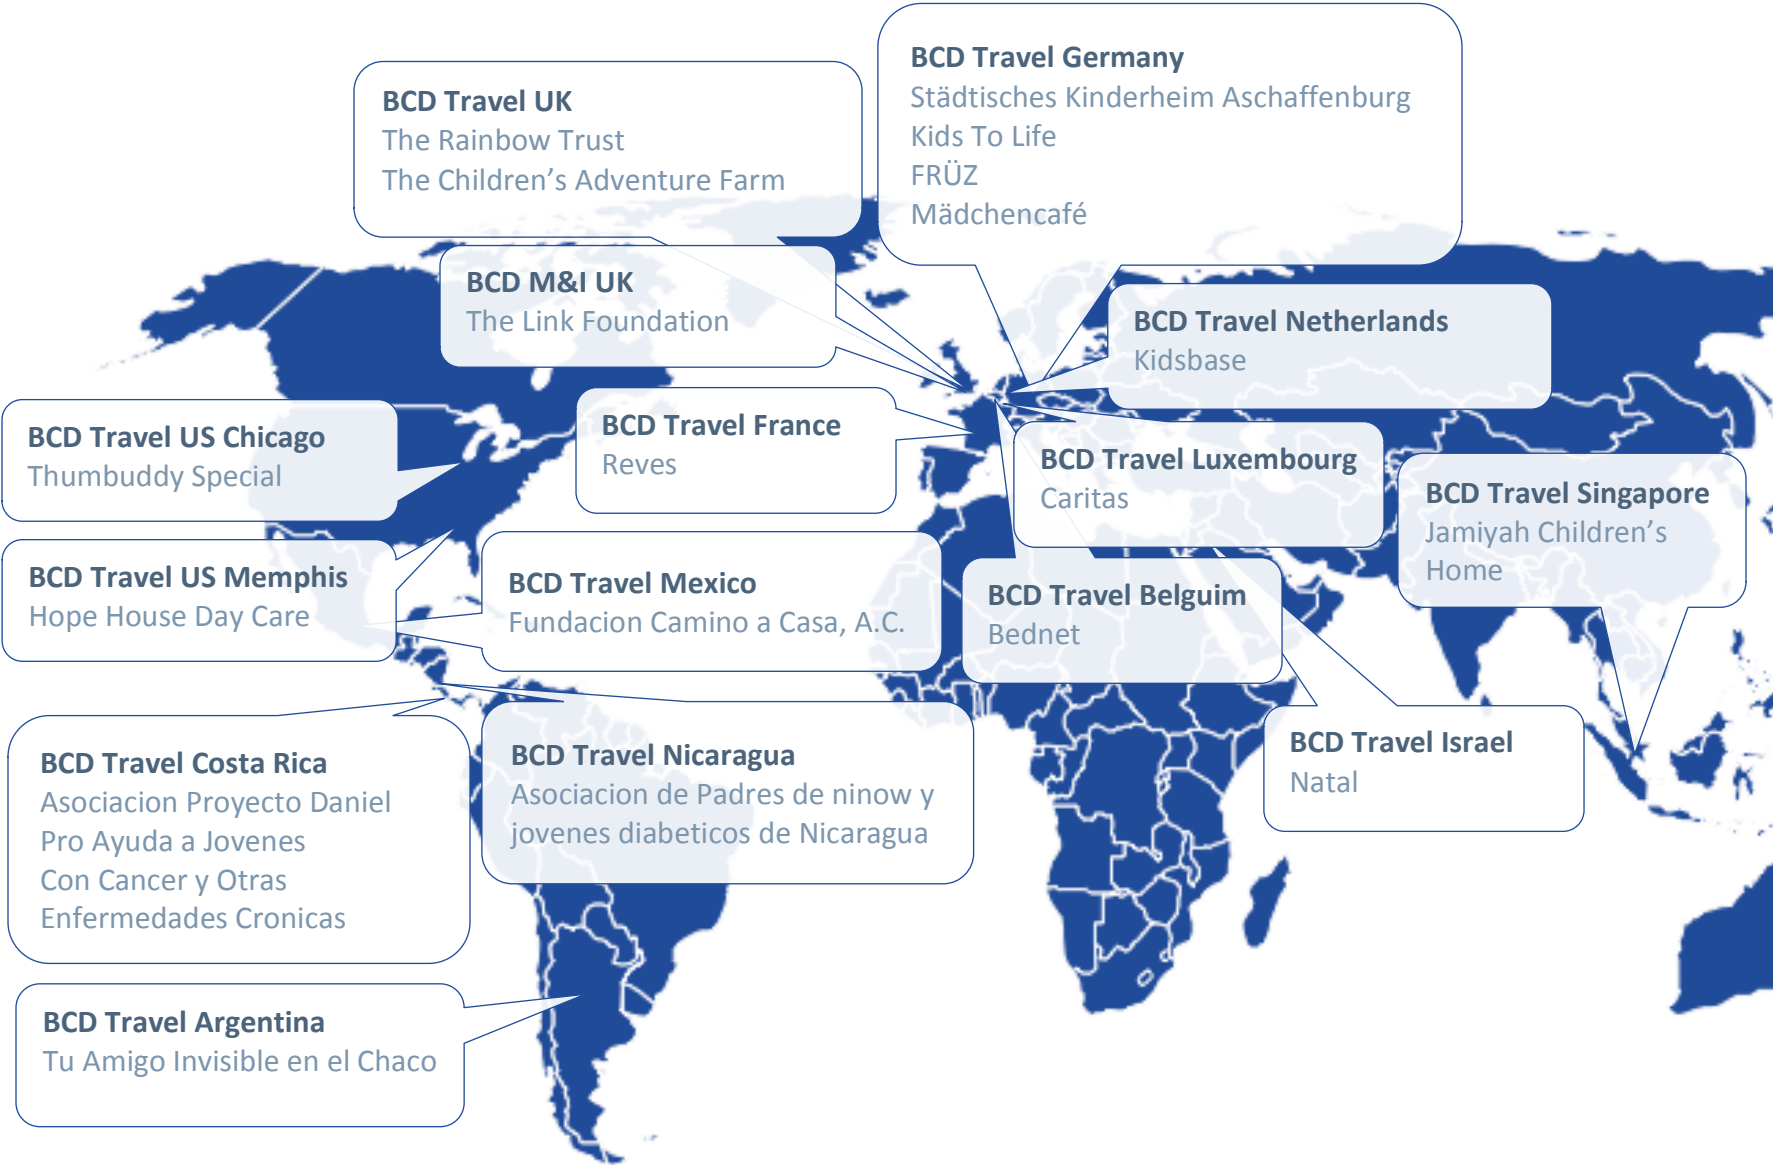 BCD Travel Germany
Städtisches Kinderheim Aschaffenburg
Kids To Life
FRÜZ
Mädchencafé
BCD Travel UK
The Rainbow Trust
The Children’s Adventure Farm
BCD M&I UK
The Link Foundation
BCD Travel Netherlands
Kidsbase
BCD Travel US Chicago
Thumbuddy Special
BCD Travel France
Reves
BCD Travel Luxembourg
Caritas
BCD Travel Singapore
Jamiyah Children’s
Home
BCD Travel US Memphis
Hope House Day Care
BCD Travel Mexico
Fundacion Camino a Casa, A.C.
BCD Travel Belguim
Bednet
BCD Travel Costa Rica
Asociacion Proyecto Daniel
Pro Ayuda a Jovenes
Con Cancer y Otras
Enfermedades Cronicas
BCD Travel Nicaragua
Asociacion de Padres de ninow y
jovenes diabeticos de Nicaragua
BCD Travel Israel
Natal
BCD Travel Argentina
Tu Amigo Invisible en el Chaco